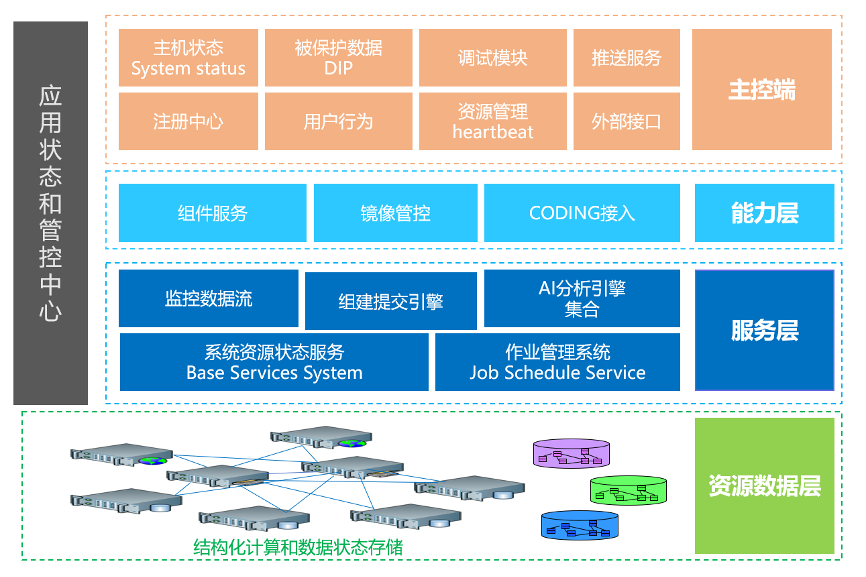 应用状态和管控中心
主机状态
System status
被保护数据
DIP
调试模块
推送服务
主控端
注册中心
用户行为
资源管理
heartbeat
外部接口
组件服务
镜像管控
CODING接入
能力层
监控数据流
组建提交引擎
AI分析引擎
集合
服务层
系统资源状态服务
Base Services System
作业管理系统
Job Schedule Service
资源数据层
结构化计算和数据状态存储